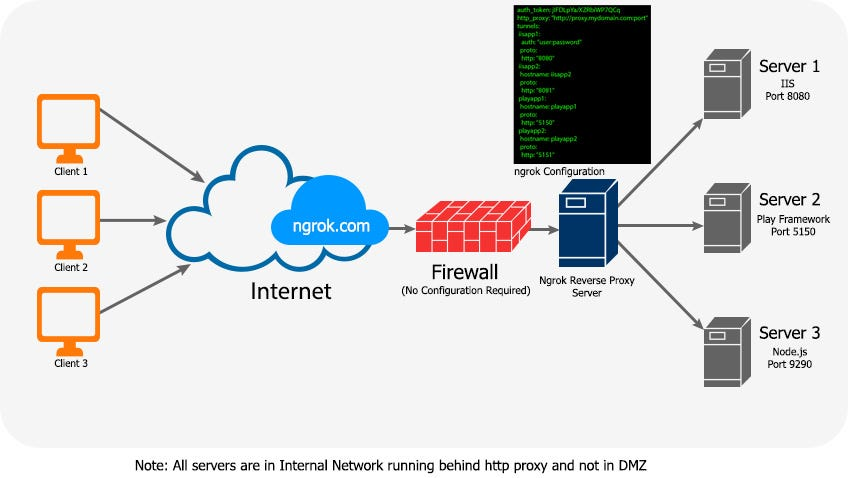 auth_token: jIFDLpYa/XZRbiWP7QCq
http_proxy: "http://proxy.mydomain.com:port"
tunnels:
iisapp1:
auth: "user:password"
proto:
http: "8080"
iisapp2:
hostname: iisapp2
proto:
http: "8081"
playapp1:
hostname: playapp1
proto:
http: "5150"
playapp2:
hostname: playapp2
proto:
http: "5151"
ngrok Configuration
Client 1
Client 2
Client 3
ngrok.com
Internet
Firewall
(No Configuration Required)
Ngrok Reverse Proxy
Server
Server 1
IIS
Port 8080
Server 2
Play Framework
Port 5150
Server 3
Node.js
Port 9290
Note: All servers are in Internal Network running behind http proxy and not in DMZ